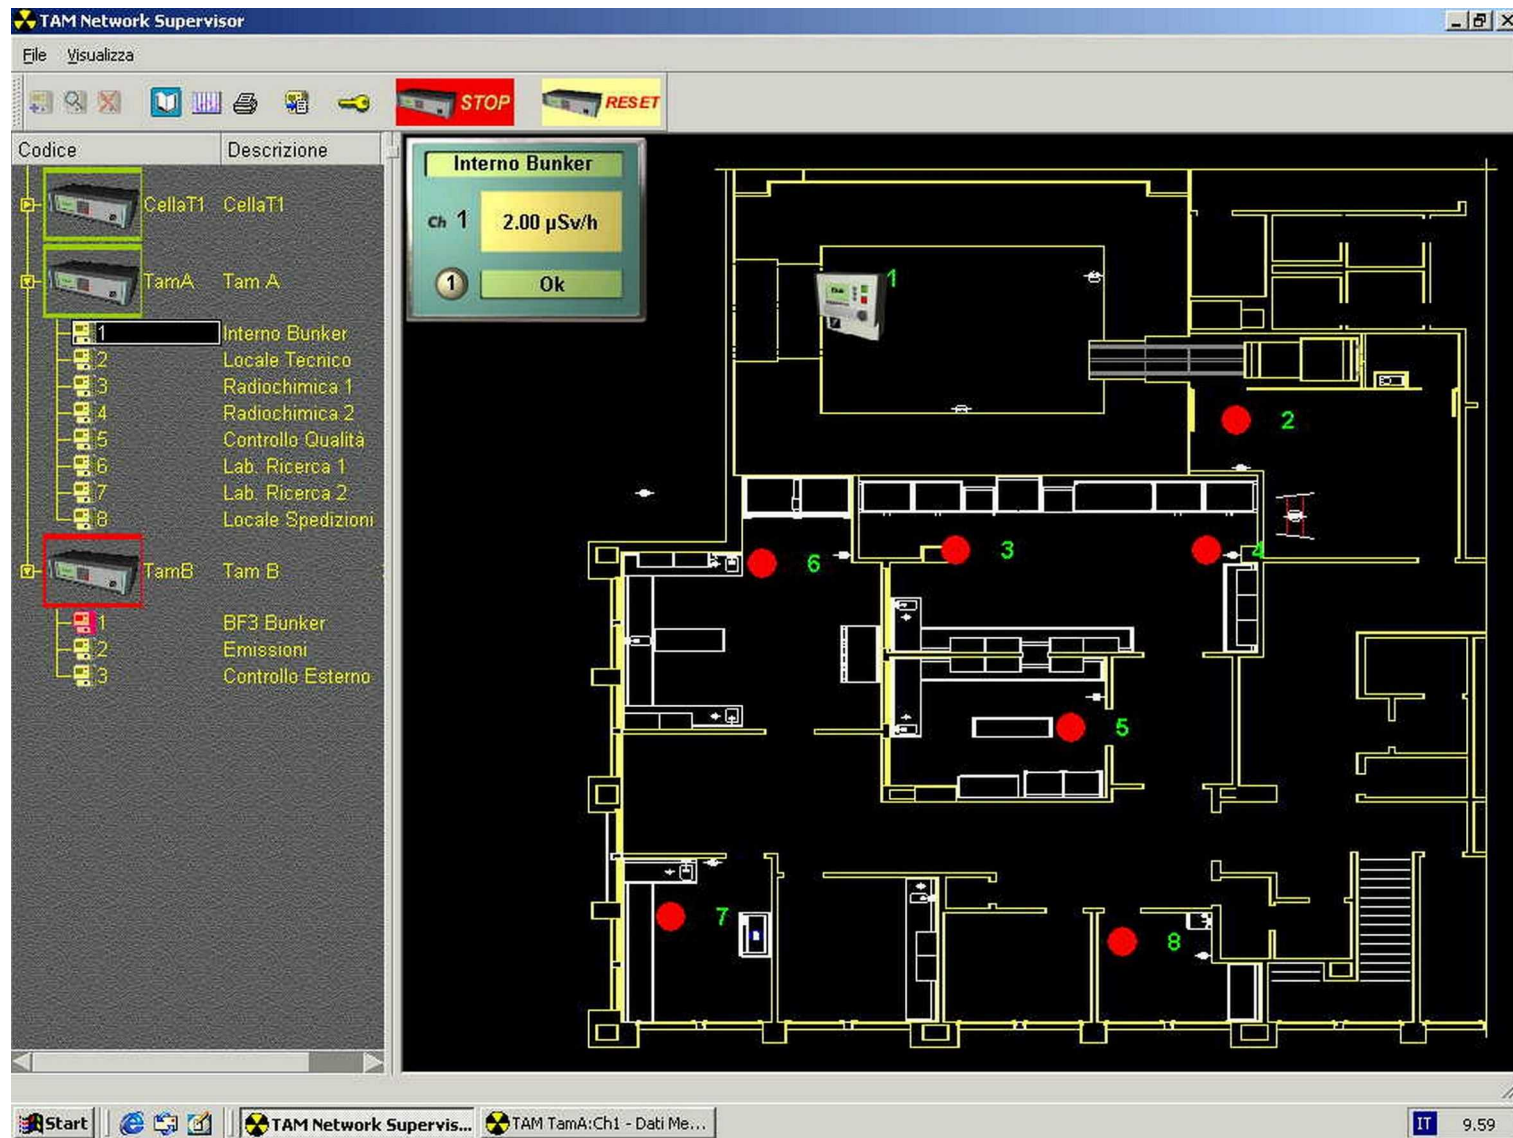 TAM Network Supervisor
File Visualizza
STOP RESET
Codice Descrizione
CellaT1 CellaT1
TamA Tam A
1 Interno Bunker
2 Locale Tecnico
3 Radiochimica 1
4 Radiochimica 2
5 Controllo Qualità
6 Lab. Ricerca 1
7 Lab. Ricerca 2
8 Locale Spedizioni
TamB Tam B
1 BF3 Bunker
2 Emissioni
3 Controllo Esterno
Interno Bunker
Ch 1 2.00 µSv/h
1 Ok
1
2
3
4
6
5
7
8
Start TAM Network Supervis... TAM TamA:Ch1 - Dati Me... IT 9.59